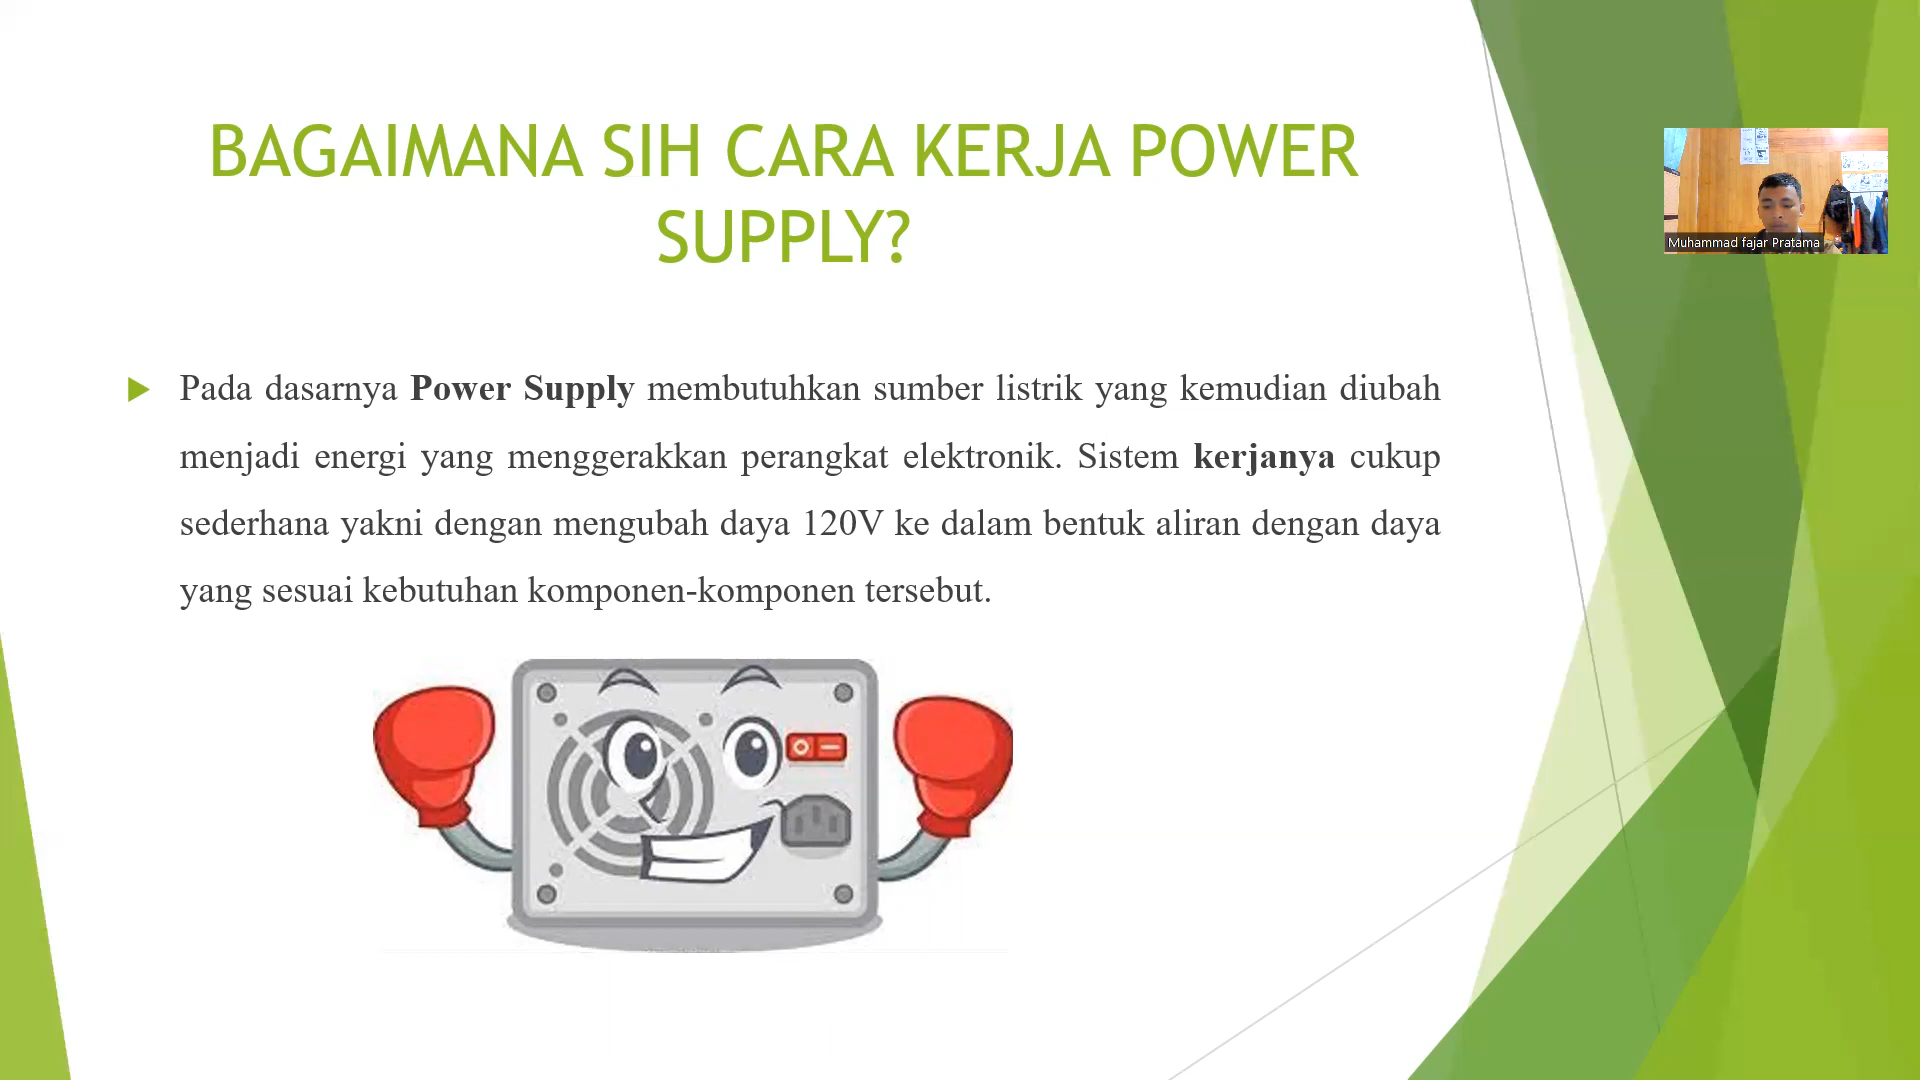 BAGAIMANA SIH CARA KERJA POWER
SUPPLY?
Muhammad fajar Pratama
Pada dasarnya Power Supply membutuhkan sumber listrik yang kemudian diubah
menjadi energi yang menggerakkan perangkat elektronik. Sistem kerjanya cukup
sederhana yakni dengan mengubah daya 120V ke dalam bentuk aliran dengan daya
yang sesuai kebutuhan komponen-komponen tersebut.